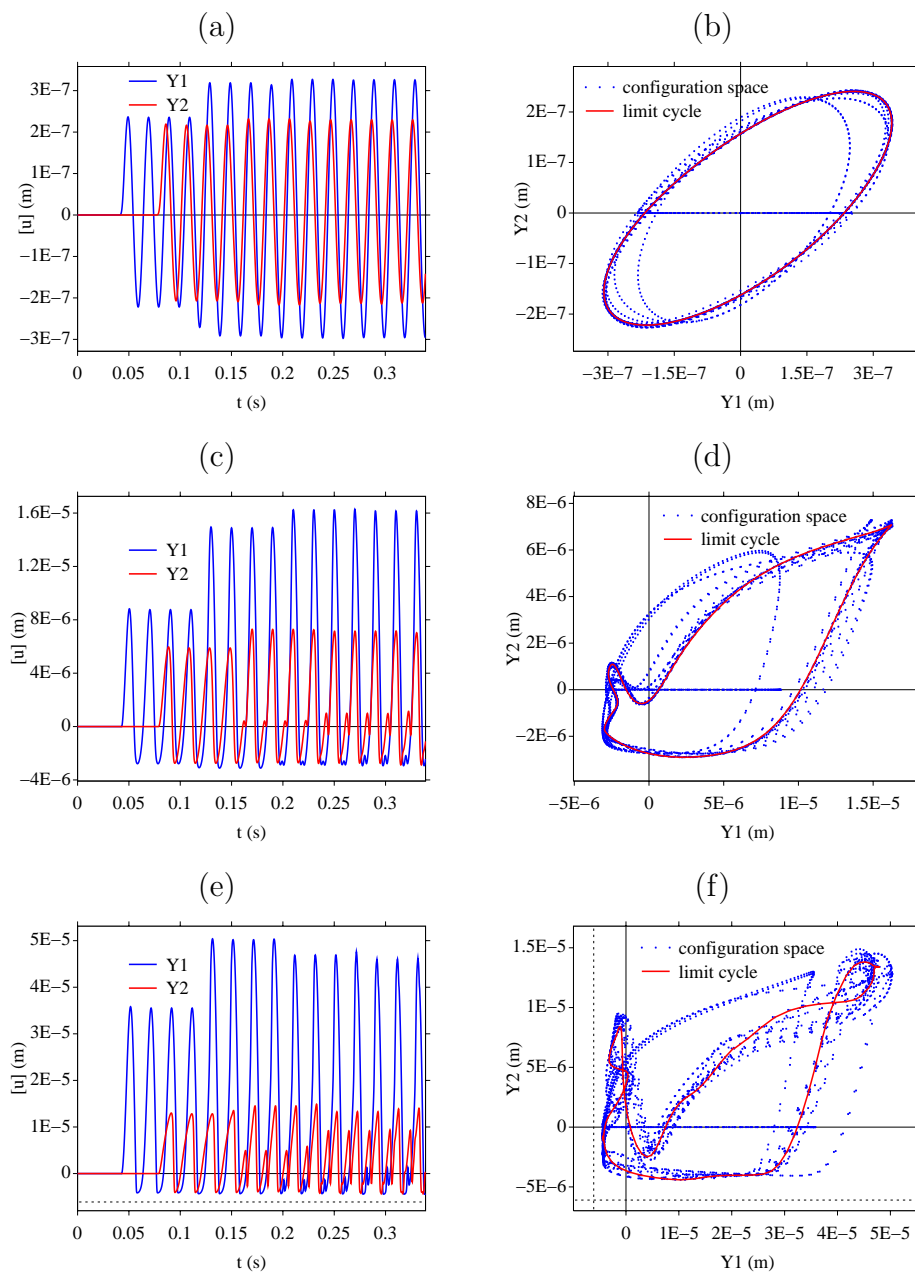 (a)
(b)
3E−7
2E−7
1E−7
0
−1E−7
−2E−7
−3E−7
[u] (m)
Y1
Y2
0
0.05
0.1
0.15
0.2
0.25
0.3
t (s)
2E−7
1E−7
0
−1E−7
−2E−7
Y2 (m)
configuration space
limit cycle
−3E−7
−1.5E−7
0
1.5E−7
3E−7
Y1 (m)
(c)
(d)
1.6E−5
1.2E−5
8E−6
4E−6
0
−4E−6
[u] (m)
Y1
Y2
0
0.05
0.1
0.15
0.2
0.25
0.3
t (s)
8E−6
6E−6
4E−6
2E−6
0
−2E−6
Y2 (m)
configuration space
limit cycle
−5E−6
0
5E−6
1E−5
1.5E−5
Y1 (m)
(e)
(f)
5E−5
4E−5
3E−5
2E−5
1E−5
0
[u] (m)
Y1
Y2
0
0.05
0.1
0.15
0.2
0.25
0.3
t (s)
1.5E−5
1E−5
5E−6
0
−5E−6
Y2 (m)
configuration space
limit cycle
0
1E−5
2E−5
3E−5
4E−5
5E−5
Y1 (m)